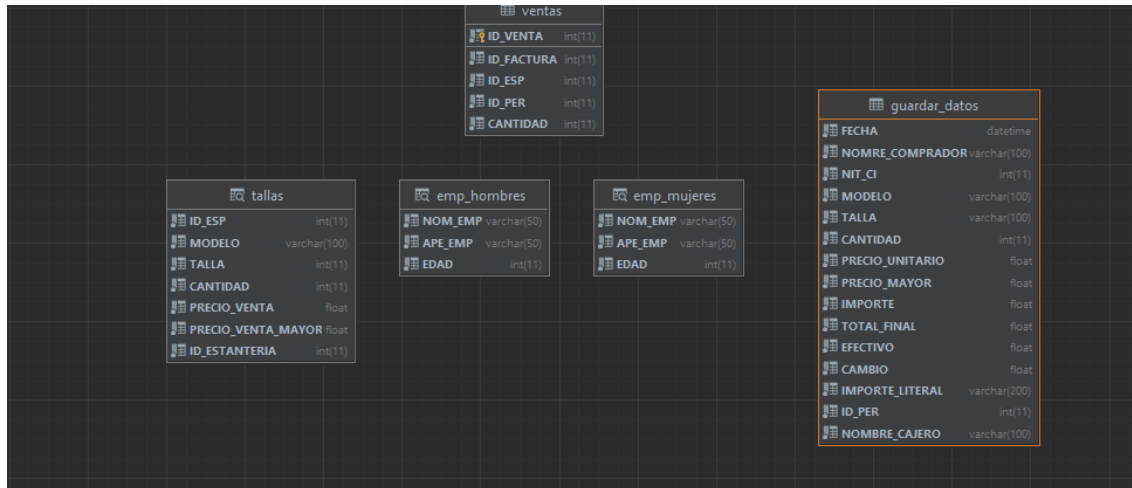 ventas
ID_VENTA int(11)
ID_FACTURA int(11)
ID_ESP int(11)
ID_PER int(11)
CANTIDAD int(11)
tallas
ID_ESP int(11)
MODELO varchar(100)
TALLA int(11)
CANTIDAD int(11)
PRECIO_VENTA float
PRECIO_VENTA_MAYOR float
ID_ESTANTERIA int(11)
emp_hombres
NOM_EMP varchar(50)
APE_EMP varchar(50)
EDAD int(11)
emp_mujeres
NOM_EMP varchar(50)
APE_EMP varchar(50)
EDAD int(11)
guardar_datos
FECHA datetime
NOMRE_COMPRADOR varchar(100)
NIT_CI int(11)
MODELO varchar(100)
TALLA varchar(100)
CANTIDAD int(11)
PRECIO_UNITARIO float
PRECIO_MAYOR float
IMPORTE float
TOTAL_FINAL float
EFECTIVO float
CAMBIO float
IMPORTE_LITERAL varchar(200)
ID_PER int(11)
NOMBRE_CAJERO varchar(100)